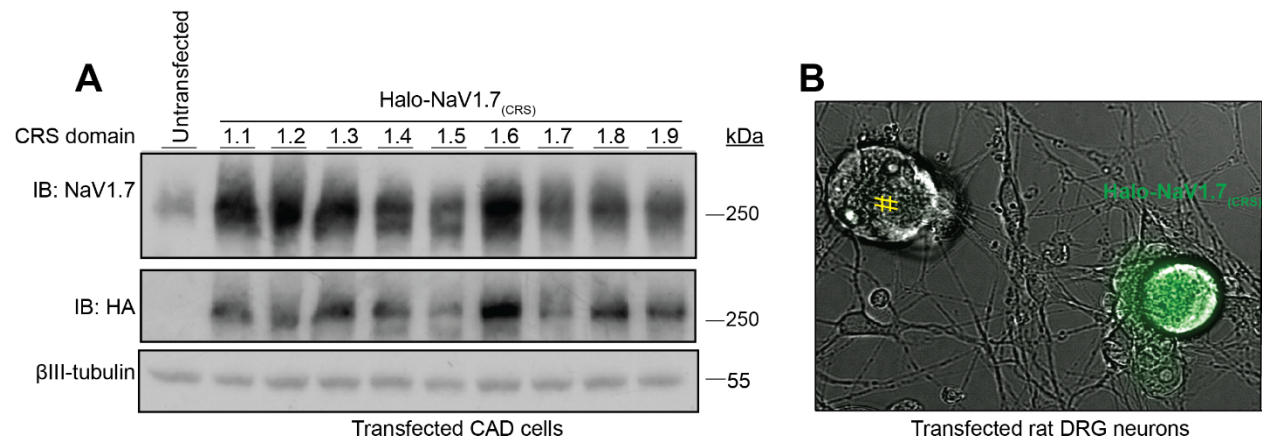 A
Untransfected
Halo-NaV1.7(CRS)
CRS domain 1.1 1.2 1.3 1.4 1.5 1.6 1.7 1.8 1.9 kDa
IB: NaV1.7
250
IB: HA
250
βIII-tubulin
55
Transfected CAD cells
B
#
Halo-NaV1.7(CRS)
Transfected rat DRG neurons